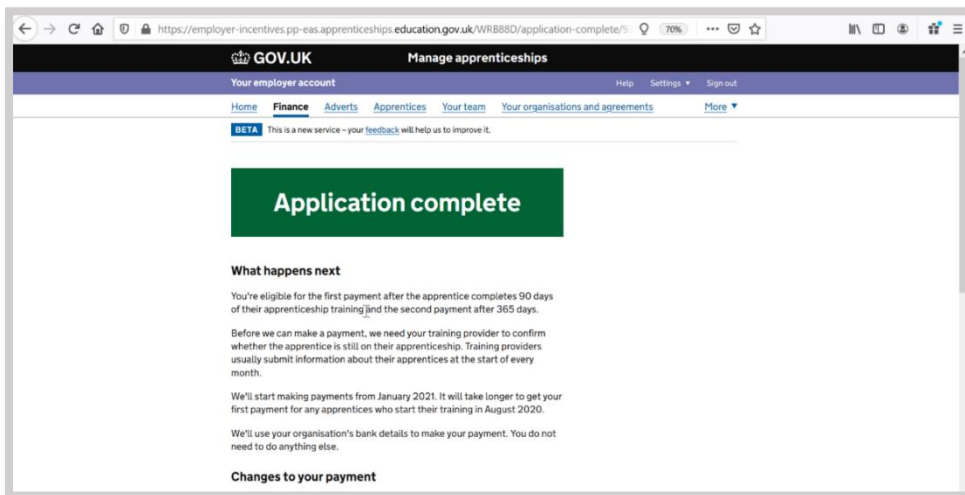 https://employer-incentives.pp-eas.apprenticeships.education.gov.uk/WRB88D/application-complete/9
70%
GOV.UK Manage apprenticeships
Your employer account Help Settings ▼ Sign out
Home Finance Adverts Apprentices Your team Your organisations and agreements More ▼
BETA This is a new service – your feedback will help us to improve it.
Application complete
What happens next
You're eligible for the first payment after the apprentice completes 90 days
of their apprenticeship training and the second payment after 365 days.
Before we can make a payment, we need your training provider to confirm
whether the apprentice is still on their apprenticeship. Training providers
usually submit information about their apprentices at the start of every
month.
We'll start making payments from January 2021. It will take longer to get your
first payment for any apprentices who start their training in August 2020.
We'll use your organisation's bank details to make your payment. You do not
need to do anything else.
Changes to your payment